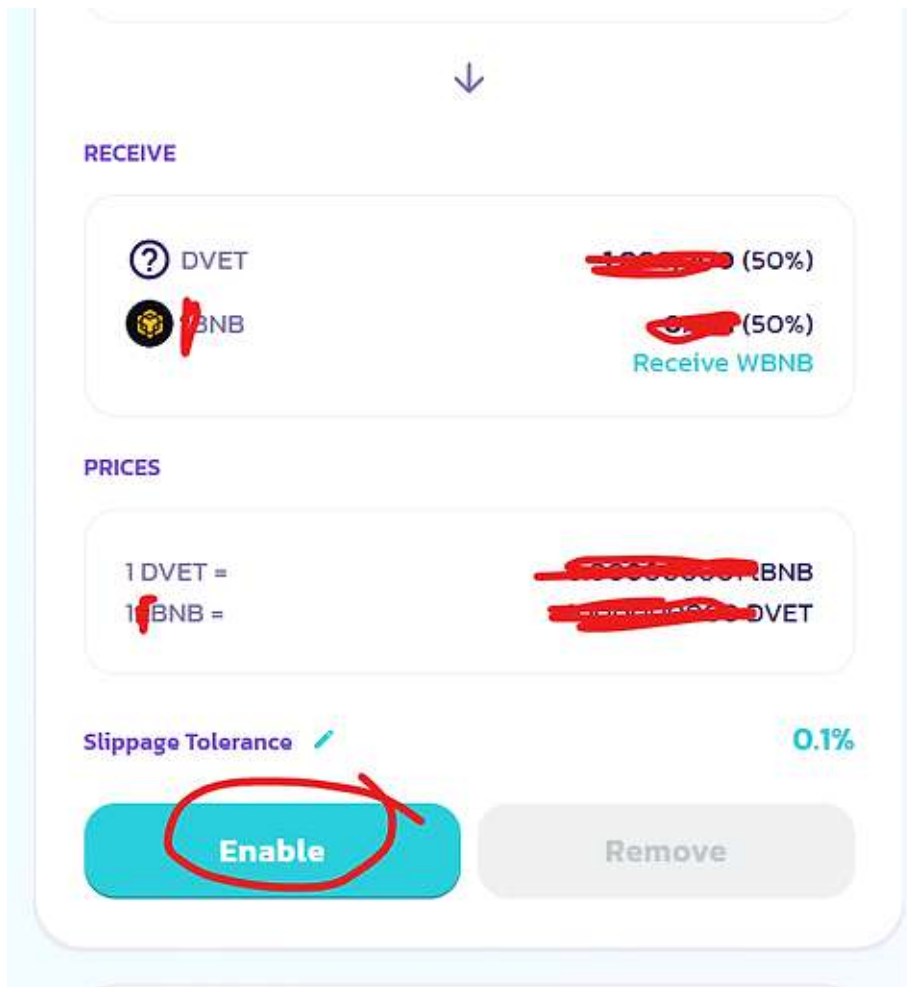 RECEIVE
DVET (50%)
BNB (50%)
Receive WBNB
PRICES
1 DVET = BNB
1 BNB = DVET
Slippage Tolerance 0.1%
Enable Remove